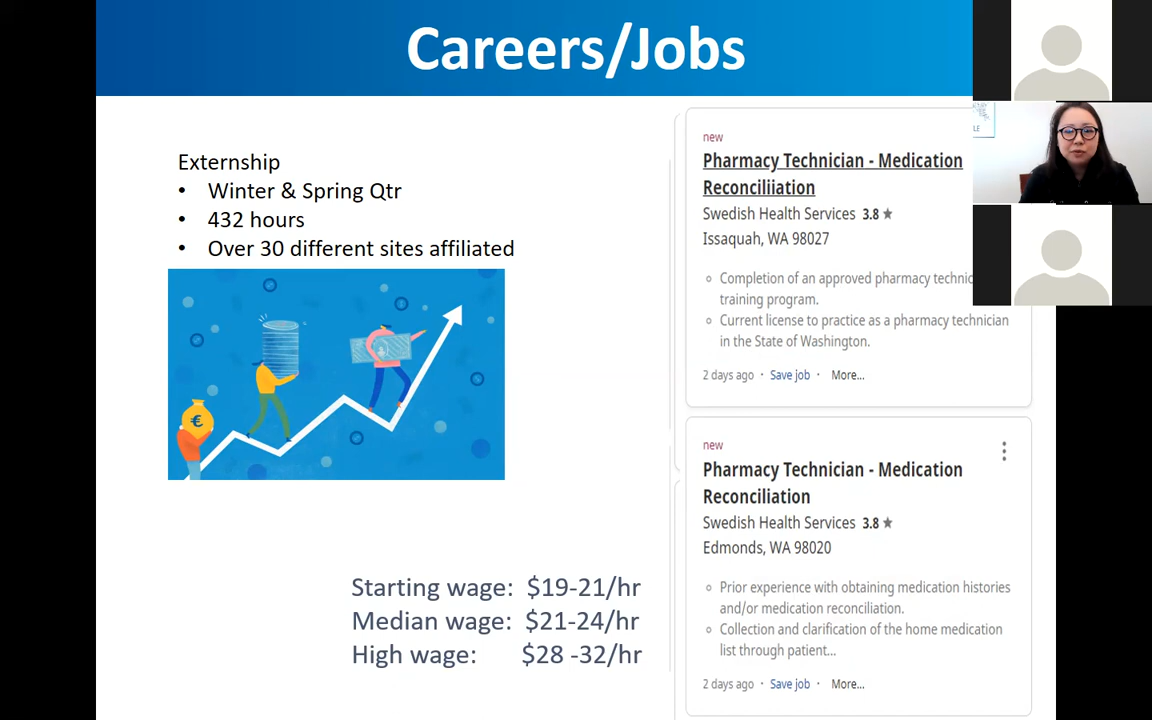 Careers/Jobs
Externship
• Winter & Spring Qtr
• 432 hours
• Over 30 different sites affiliated
€
Starting wage: $19-21/hr
Median wage: $21-24/hr
High wage: $28 -32/hr
new
Pharmacy Technician - Medication
Reconciliiation
Swedish Health Services 3.8 ★
Issaquah, WA 98027
Completion of an approved pharmacy
training program.
Current license to practice as a pharmacy technician
in the State of Washington.
2 days ago · Save job · More...
new
Pharmacy Technician - Medication
Reconciliation
Swedish Health Services 3.8 ★
Edmonds, WA 98020
Prior experience with obtaining medication histories
and/or medication reconciliation.
Collection and clarification of the home medication
list through patient...
2 days ago · Save job · More...